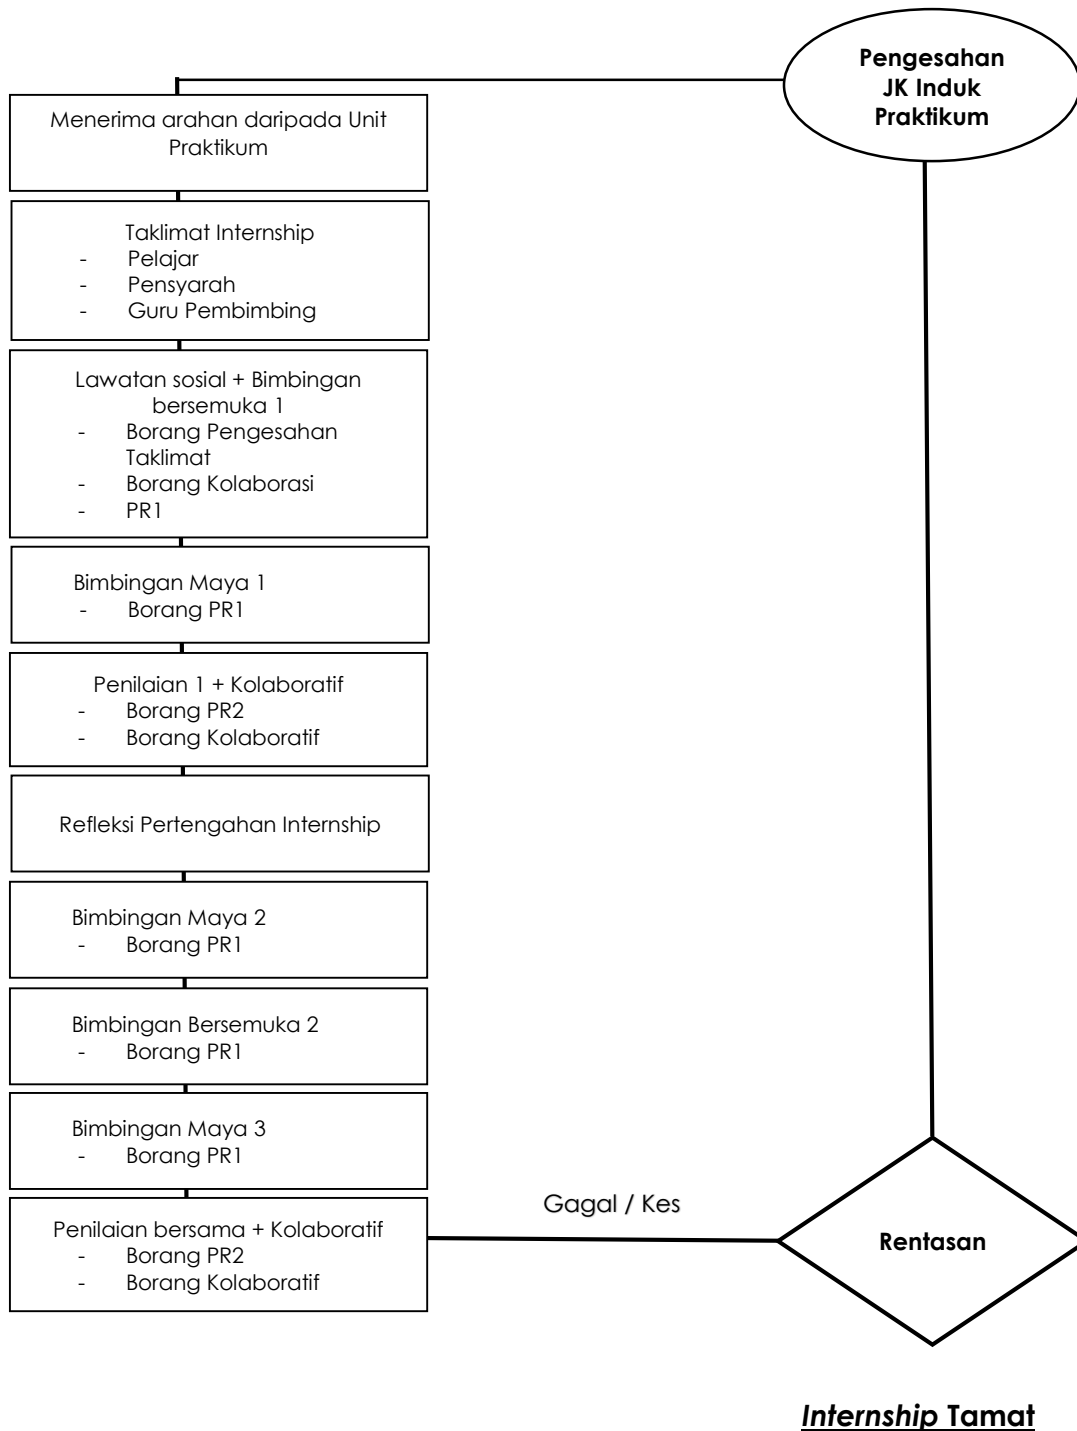 Pengesahan
JK Induk
Praktikum
Menerima arahan daripada Unit
Praktikum
Taklimat Internship
- Pelajar
- Pensyarah
- Guru Pembimbing
Lawatan sosial + Bimbingan
bersemuka 1
- Borang Pengesahan
Taklimat
- Borang Kolaborasi
- PR1
Bimbingan Maya 1
- Borang PR1
Penilaian 1 + Kolaboratif
- Borang PR2
- Borang Kolaboratif
Refleksi Pertengahan Internship
Bimbingan Maya 2
- Borang PR1
Bimbingan Bersemuka 2
- Borang PR1
Bimbingan Maya 3
- Borang PR1
Penilaian bersama + Kolaboratif
- Borang PR2
- Borang Kolaboratif
Gagal / Kes
Rentasan
Internship Tamat